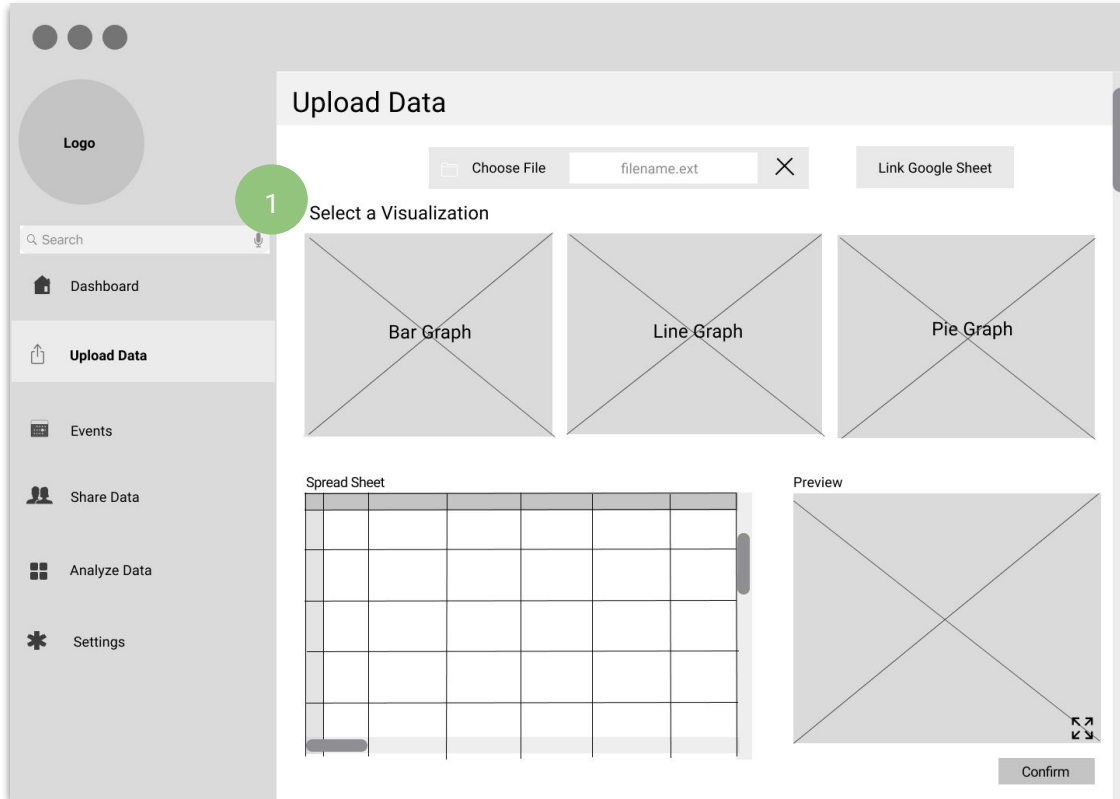 Logo
Search
Dashboard
Upload Data
Events
Share Data
Analyze Data
Settings
Upload Data
Choose File
filename.ext
Link Google Sheet
1
Select a Visualization
Bar Graph
Line Graph
Pie Graph
Spread Sheet
Preview
Confirm